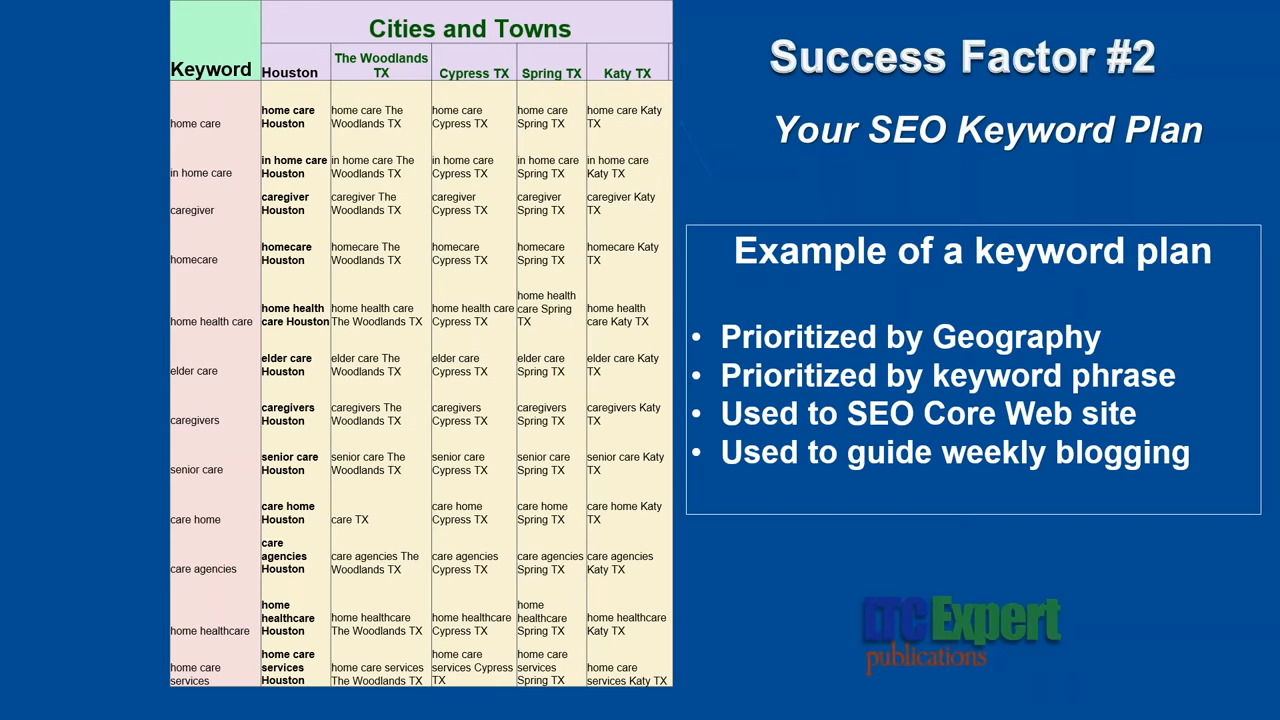 Cities and Towns
Keyword
Houston
The Woodlands
TX
Cypress TX
Spring TX
Katy TX
home care
home care
Houston
home care The
Woodlands TX
home care
Cypress TX
home care
Spring TX
home care Katy
TX
in home care
in home care
Houston
in home care The
Woodlands TX
in home care
Cypress TX
in home care
Spring TX
in home care
Katy TX
caregiver
caregiver
Houston
caregiver The
Woodlands TX
caregiver
Cypress TX
caregiver
Spring TX
caregiver Katy
TX
homecare
homecare
Houston
homecare The
Woodlands TX
homecare
Cypress TX
homecare
Spring TX
homecare Katy
TX
home health care
home health
care Houston
home health care
The Woodlands TX
home health care
Cypress TX
home health
care Spring
TX
home health
care Katy TX
elder care
elder care
Houston
elder care The
Woodlands TX
elder care
Cypress TX
elder care
Spring TX
elder care Katy
TX
caregivers
caregivers
Houston
caregivers The
Woodlands TX
caregivers
Cypress TX
caregivers
Spring TX
caregivers Katy
TX
senior care
senior care
Houston
senior care The
Woodlands TX
senior care
Cypress TX
senior care
Spring TX
senior care Katy
TX
care home
care home
Houston
care TX
care home
Cypress TX
care home
Spring TX
care home Katy
TX
care agencies
care
agencies
Houston
care agencies The
Woodlands TX
care agencies
Cypress TX
care agencies
Spring TX
care agencies
Katy TX
home healthcare
home
healthcare
Houston
home healthcare
The Woodlands TX
home healthcare
Cypress TX
home
healthcare
Spring TX
home healthcare
Katy TX
home care
services
home care
services
Houston
home care services
The Woodlands TX
home care
services Cypress
TX
home care
services
Spring TX
home care
services Katy TX
Success Factor #2
Your SEO Keyword Plan
Example of a keyword plan
• Prioritized by Geography
• Prioritized by keyword phrase
• Used to SEO Core Web site
• Used to guide weekly blogging
ITCExpert
publications